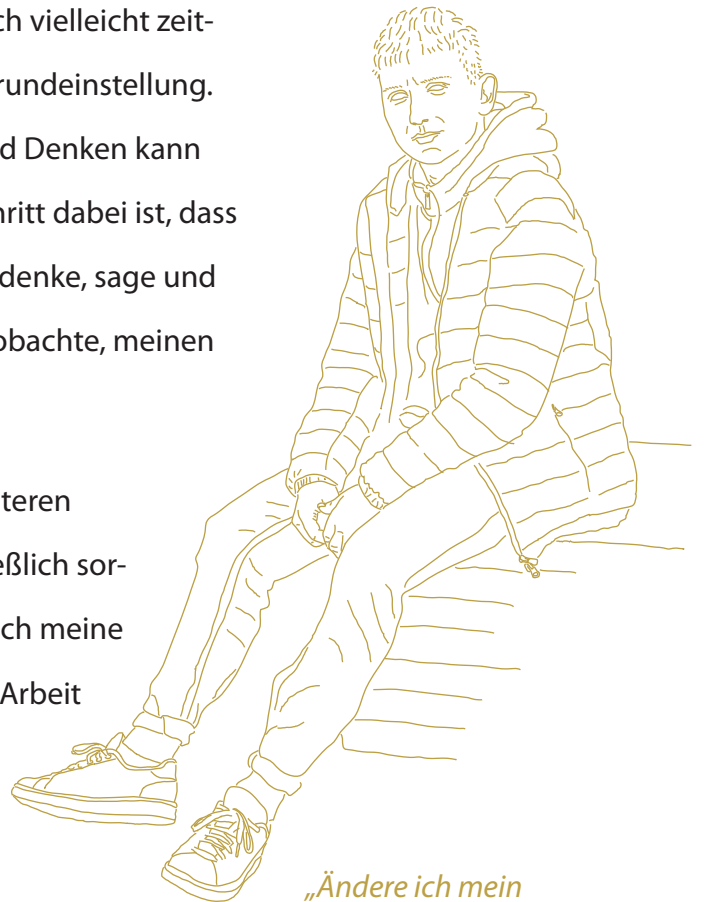 ch vielleicht zeit-
rundeinstellung.
d Denken kann
ritt dabei ist, dass
denke, sage und
obachte, meinen
teren
eßlich sor-
ch meine
Arbeit
„Ändere ich mein